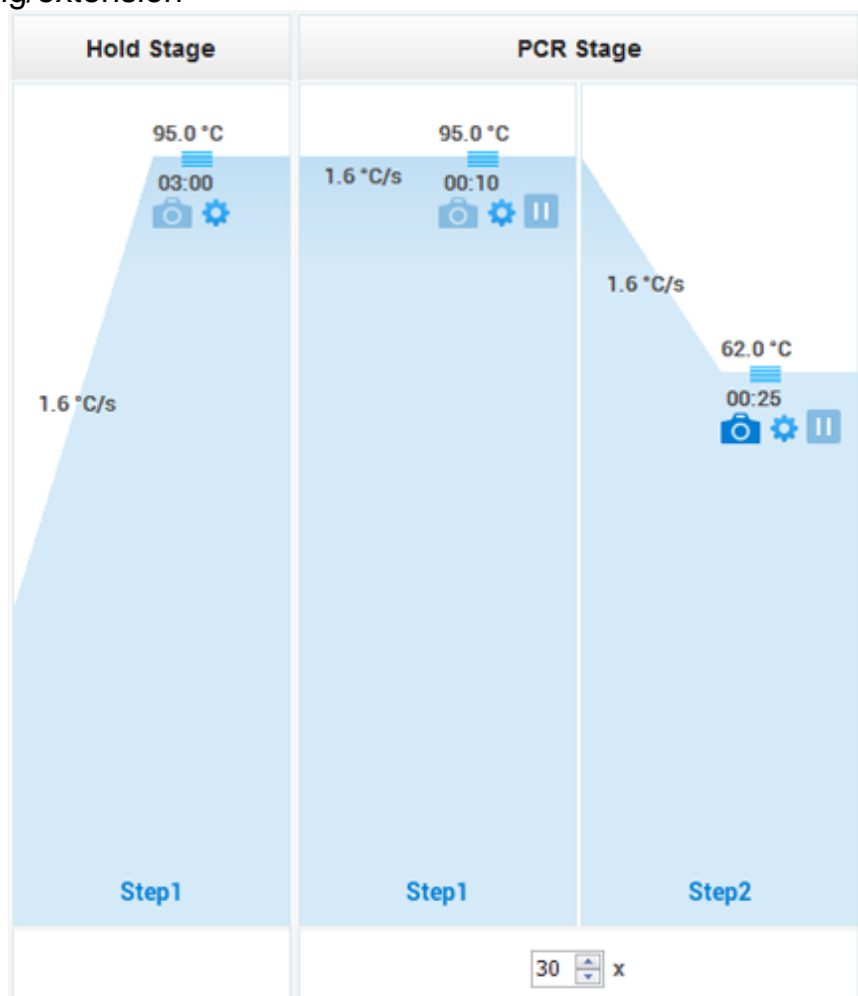 g/extension
Hold Stage
PCR Stage
95.0 °C
03:00
1.6 °C/s
Step1
95.0 °C
1.6 °C/s
00:10
Step1
1.6 °C/s
62.0 °C
00:25
Step2
30 x